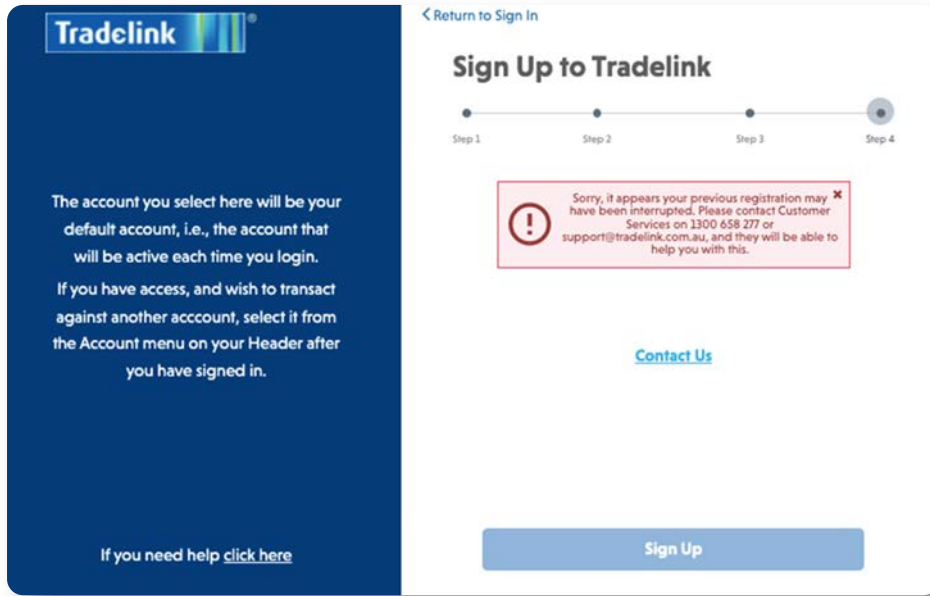 Tradelink®
The account you select here will be your
default account, i.e., the account that
will be active each time you login.
If you have access, and wish to transact
against another acccount, select it from
the Account menu on your Header after
you have signed in.
If you need help click here
Return to Sign In
Sign Up to Tradelink
Step 1 Step 2 Step 3 Step 4
Sorry, it appears your previous registration may
have been interrupted. Please contact Customer
Services on 1300 658 277 or
support@tradelink.com.au, and they will be able to
help you with this.
Contact Us
Sign Up